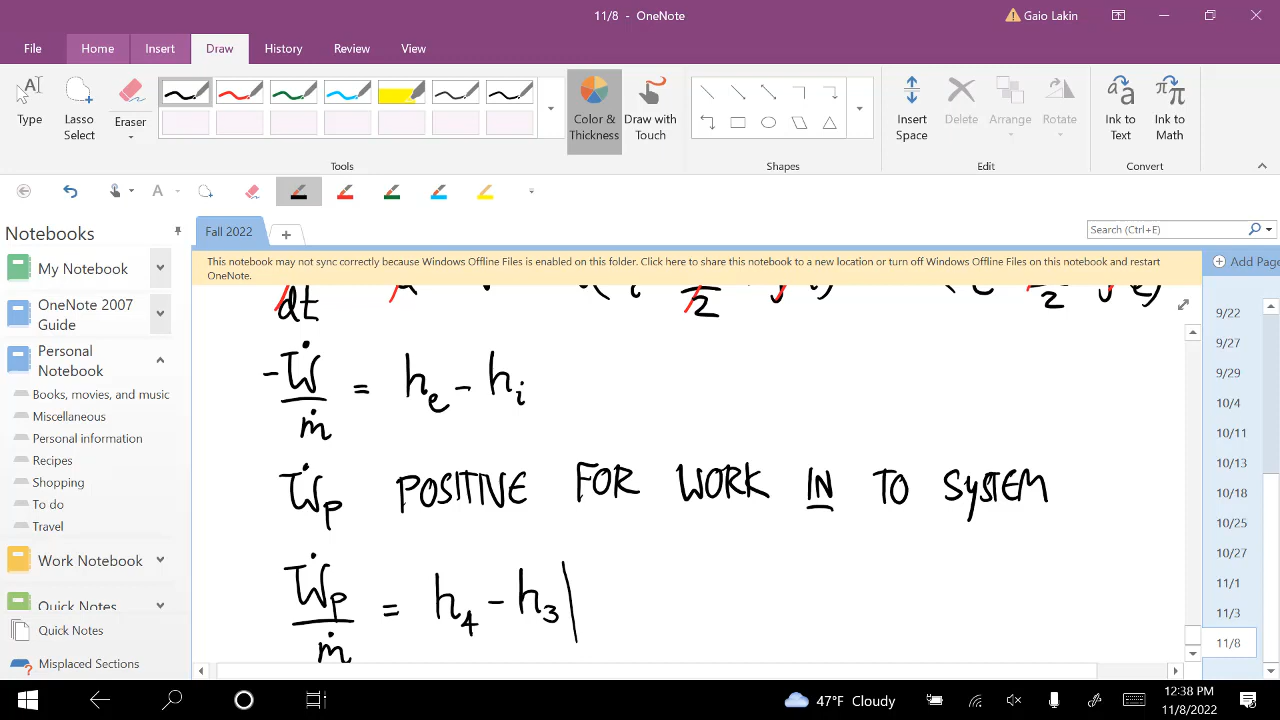 11/8 - OneNote
Gaio Lakin
File Home Insert Draw History Review View
Type
Lasso Select
Eraser
Color & Thickness
Draw with Touch
Insert Space
Delete
Arrange
Rotate
Ink to Text
Ink to Math
Tools
Shapes
Edit
Convert
Notebooks
Fall 2022
Search (Ctrl+E)
My Notebook
OneNote 2007 Guide
Personal Notebook
Books, movies, and music
Miscellaneous
Personal information
Recipes
Shopping
To do
Travel
Work Notebook
Quick Notes
Quick Notes
Misplaced Sections
This notebook may not sync correctly because Windows Offline Files is enabled on this folder. Click here to share this notebook to a new location or turn off Windows Offline Files on this notebook and restart
OneNote.
dt 2 2
-Ẇ/ṁ = he - hi
Ẇp POSITIVE FOR WORK IN TO SYSTEM
Ẇp/ṁ = h4 - h3
Add Page
9/22
9/27
9/29
10/4
10/11
10/13
10/18
10/25
10/27
11/1
11/3
11/8
47°F Cloudy
12:38 PM
11/8/2022